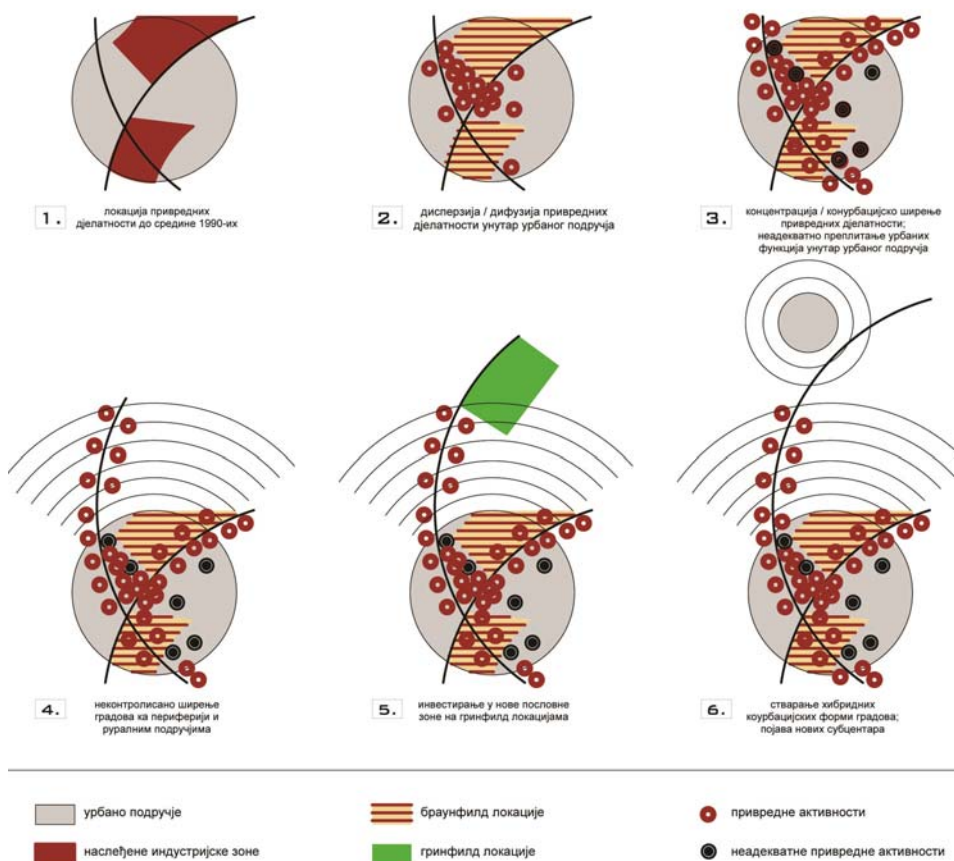 1.
локација привредних
дјелатности до средине 1990-их
2.
дисперзија / дифузија привредних
дјелатности унутар урбаног подручја
3.
концентрација / конурбацијско ширење
привредних дјелатности;
неадекватно преплитање урбаних
функција унутар урбаног подручја
4.
неконтролисано ширење
градова ка периферији и
руралним подручјима
5.
инвестирање у нове пословне
зоне на гринфилд локацијама
6.
стварање хибридних
коурбацијских форми градова;
појава нових субцентара
урбано подручје
браунфилд локације
привредне активности
наслеђене индустријске зоне
гринфилд локације
неадекватне привредне активности